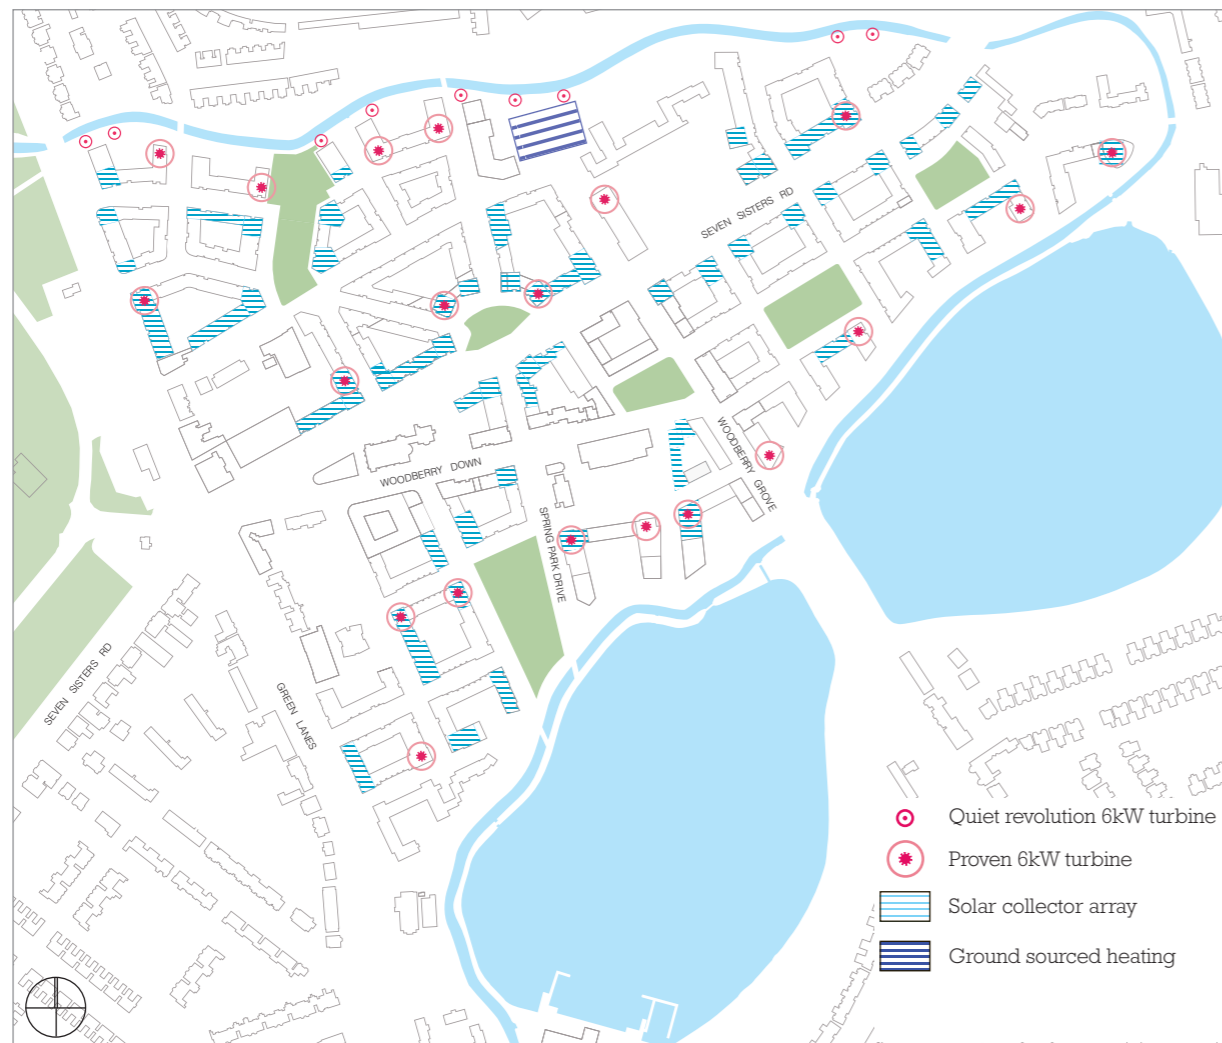 SEVEN SISTERS RD
WOODBERRY GROVE
WOODBERRY DOWN
SPRING PARK DRIVE
SEVEN SISTERS RD
GREEN LANES
Quiet revolution 6kW turbine
Proven 6kW turbine
Solar collector array
Ground sourced heating